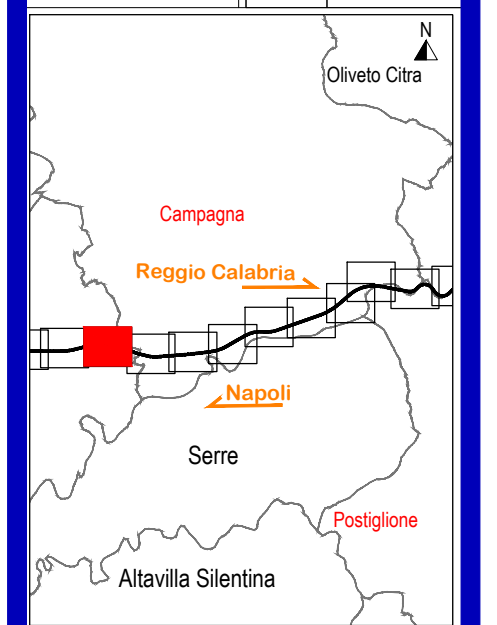 N
Oliveto Citra
Campagna
Reggio Calabria
Napoli
Serre
Postiglione
Altavilla Silentina